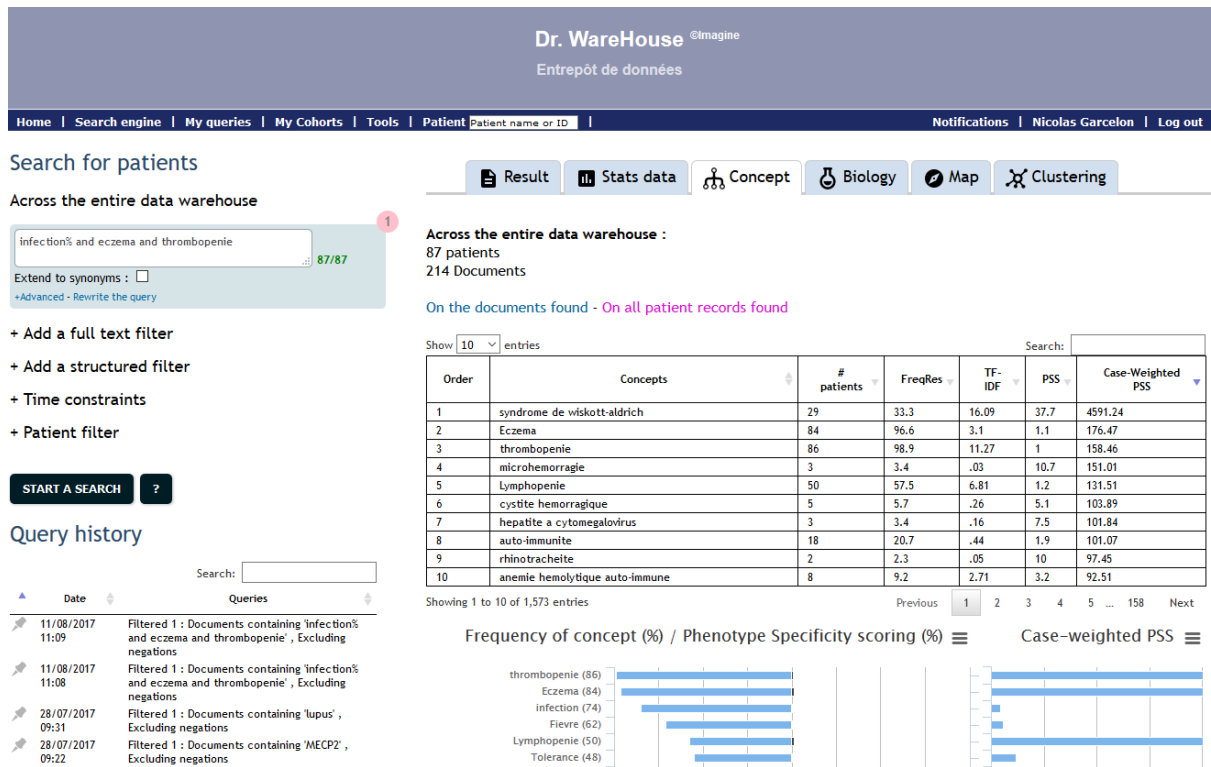 Dr. WareHouse ©Imagine
Entrepôt de données
Home | Search engine | My queries | My Cohorts | Tools | Patient Patient name or ID |
Notifications | Nicolas Garcelon | Log out
Search for patients
Across the entire data warehouse
1
infection% and eczema and thrombopenie
87/87
Extend to synonyms :
+Advanced - Rewrite the query
+ Add a full text filter
+ Add a structured filter
+ Time constraints
+ Patient filter
START A SEARCH ?
Query history
Search:
Date Queries
11/08/2017 Filtered 1 : Documents containing 'infection%
11:09 and eczema and thrombopenie' , Excluding
negations
11/08/2017 Filtered 1 : Documents containing 'infection%
11:08 and eczema and thrombopenie' , Excluding
negations
28/07/2017 Filtered 1 : Documents containing 'lupus' ,
09:31 Excluding negations
28/07/2017 Filtered 1 : Documents containing 'MECP2' ,
09:22 Excluding negations
Result Stats data Concept Biology Map Clustering
Across the entire data warehouse :
87 patients
214 Documents
On the documents found - On all patient records found
Show 10 entries Search:
Order Concepts # patients FreqRes TF-IDF PSS Case-Weighted PSS
1 syndrome de wiskott-aldrich 29 33.3 16.09 37.7 4591.24
2 Eczema 84 96.6 3.1 1.1 176.47
3 thrombopenie 86 98.9 11.27 1 158.46
4 microhemorragie 3 3.4 .03 10.7 151.01
5 Lymphopenie 50 57.5 6.81 1.2 131.51
6 cystite hemorragique 5 5.7 .26 5.1 103.89
7 hepatite a cytomegalovirus 3 3.4 .16 7.5 101.84
8 auto-immunite 18 20.7 .44 1.9 101.07
9 rhinotracheite 2 2.3 .05 10 97.45
10 anemie hemolytique auto-immune 8 9.2 2.71 3.2 92.51
Showing 1 to 10 of 1,573 entries Previous 1 2 3 4 5 ... 158 Next
Frequency of concept (%) / Phenotype Specificity scoring (%) Case-weighted PSS
thrombopenie (86)
Eczema (84)
infection (74)
Fievre (62)
Lymphopenie (50)
Tolerance (48)